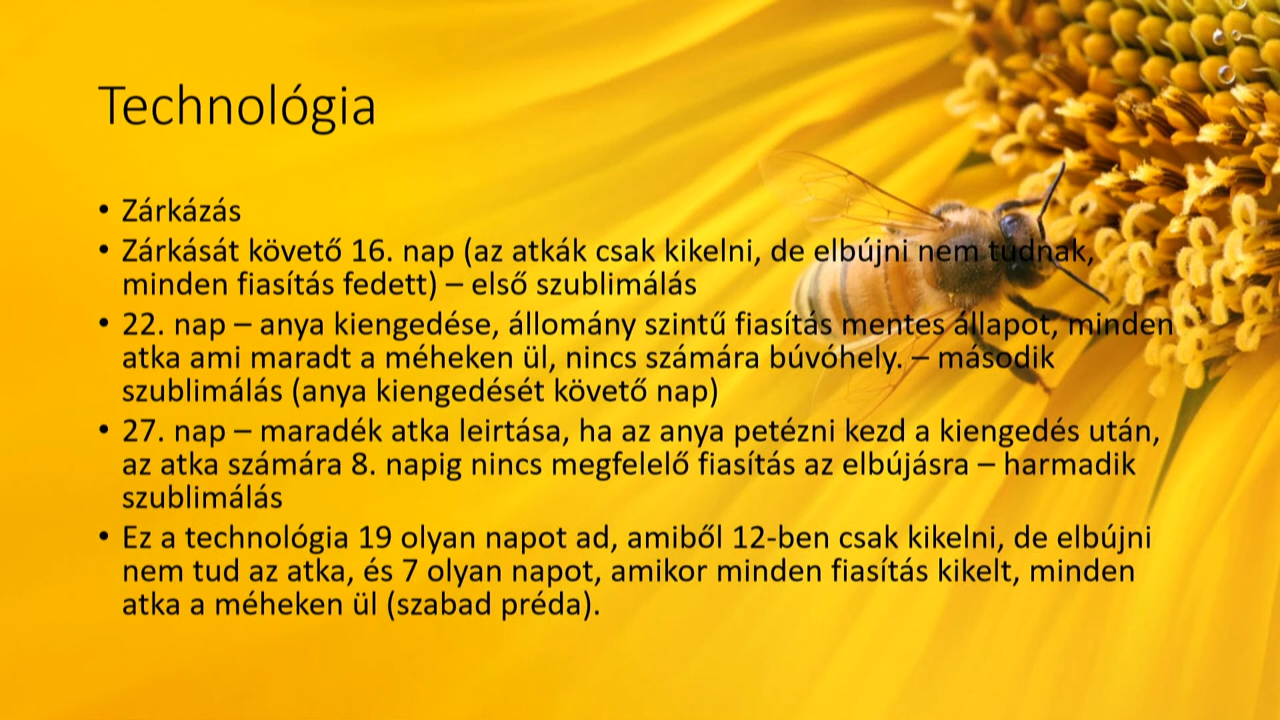 Technológia
• Zárkázás
• Zárkását követő 16. nap (az atkák csak kikelni, de elbújni nem tudnak,
minden fiasítás fedett) – első szublimálás
• 22. nap – anya kiengedése, állomány szintű fiasítás mentes állapot, minden
atka ami maradt a méheken ül, nincs számára búvóhely. – második
szublimálás (anya kiengedését követő nap)
• 27. nap – maradék atka leirtása, ha az anya petézni kezd a kiengedés után,
az atka számára 8. napig nincs megfelelő fiasítás az elbújásra – harmadik
szublimálás
• Ez a technológia 19 olyan napot ad, amiből 12-ben csak kikelni, de elbújni
nem tud az atka, és 7 olyan napot, amikor minden fiasítás kikelt, minden
atka a méheken ül (szabad préda).